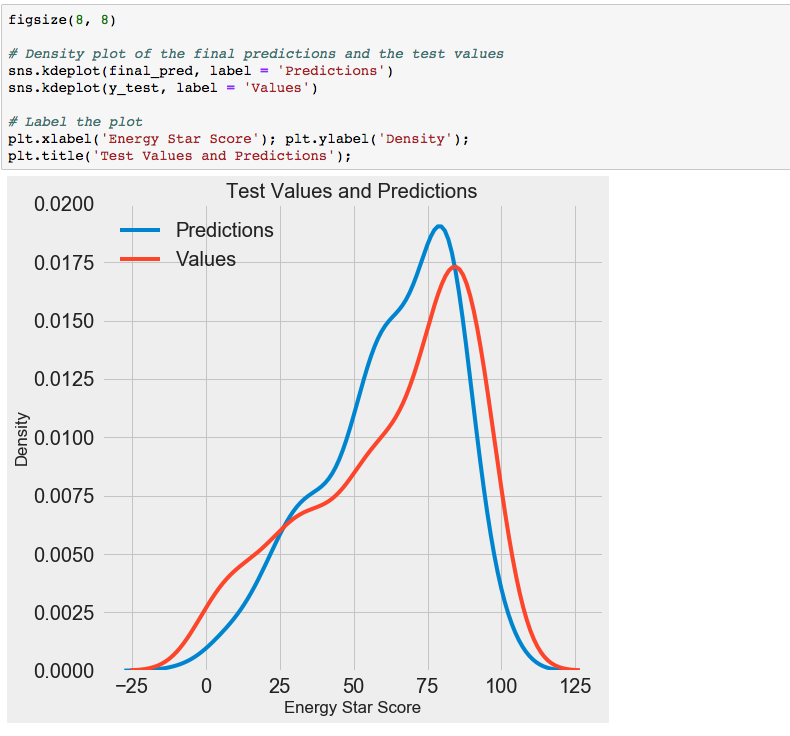 figsize(8, 8)
# Density plot of the final predictions and the test values
sns.kdeplot(final_pred, label = 'Predictions')
sns.kdeplot(y_test, label = 'Values')
# Label the plot
plt.xlabel('Energy Star Score'); plt.ylabel('Density');
plt.title('Test Values and Predictions');
Test Values and Predictions
Predictions
Values
0.0200
0.0175
0.0150
0.0125
0.0100
0.0075
0.0050
0.0025
0.0000
Density
−25 0 25 50 75 100 125
Energy Star Score